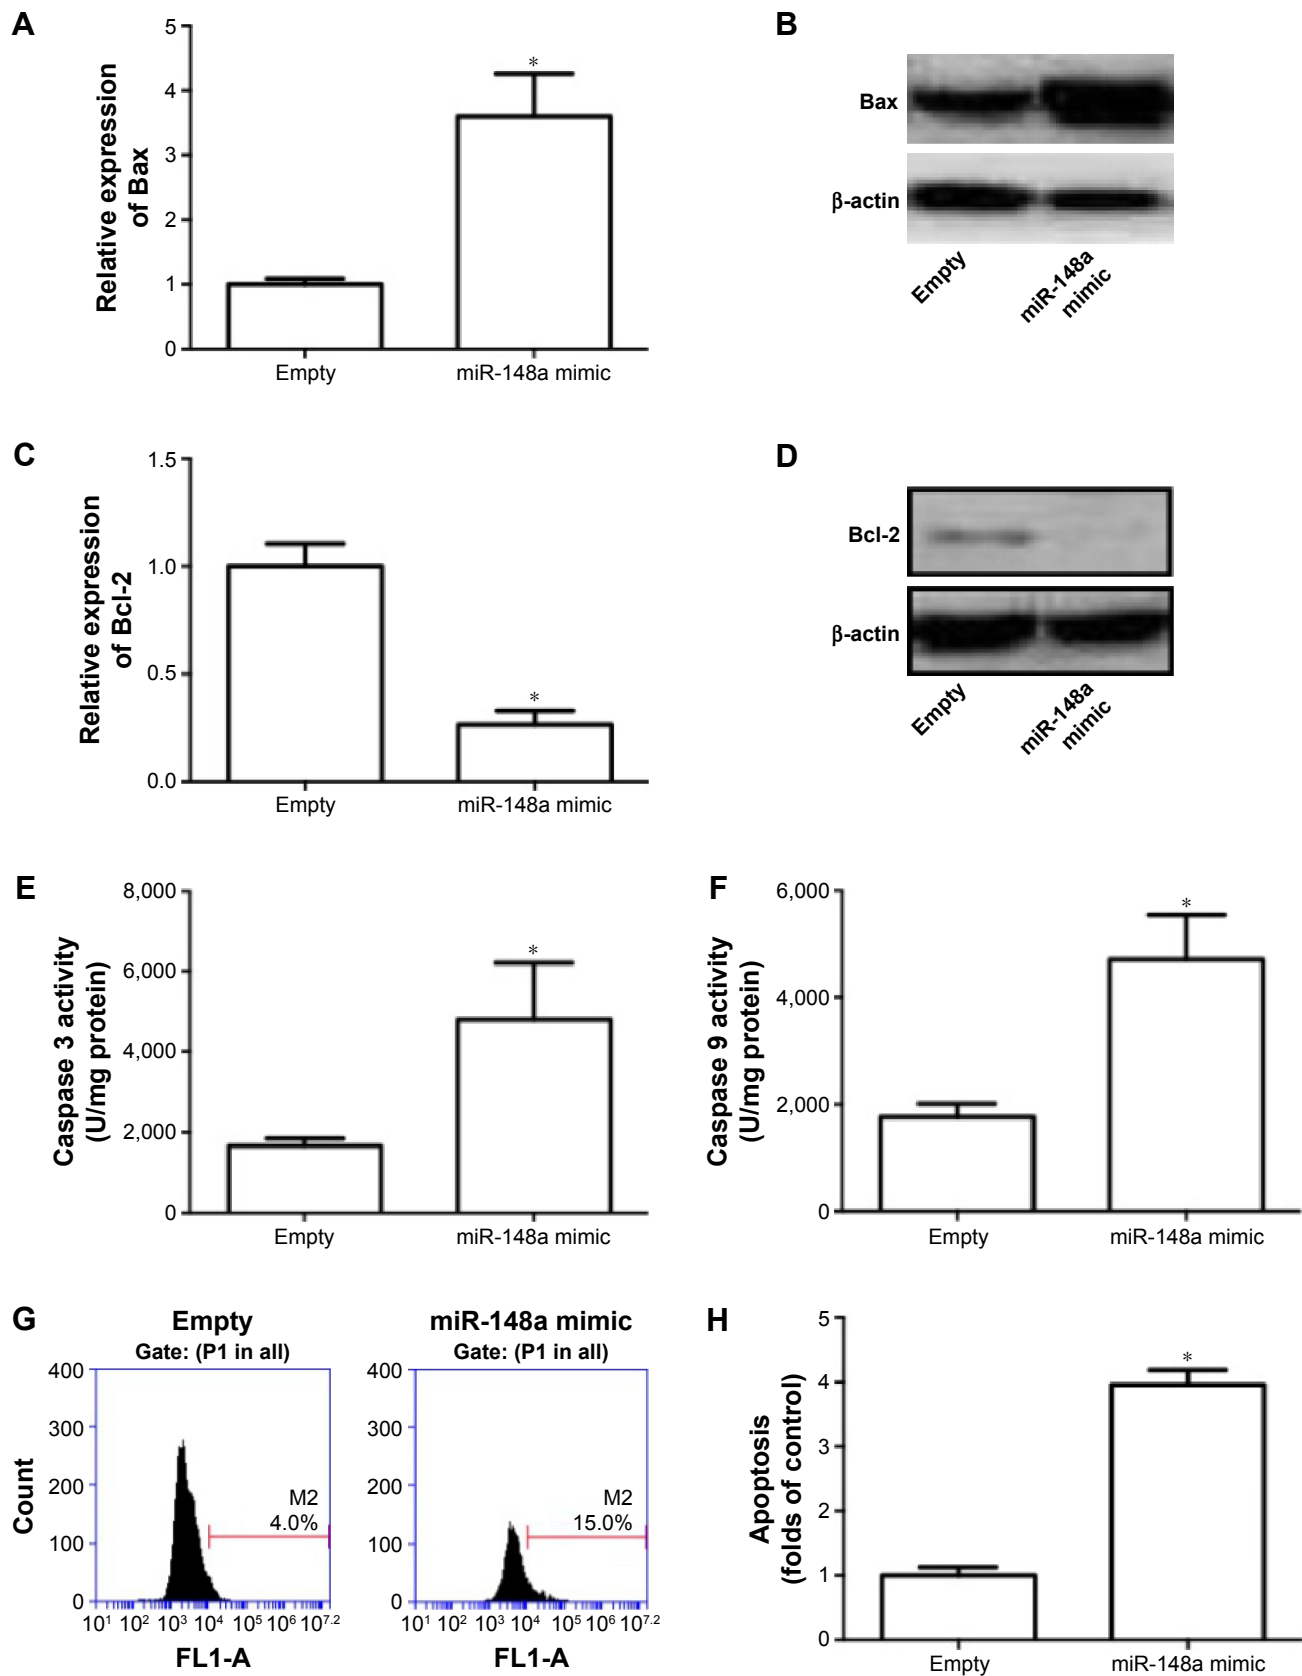 A
Relative expression
of Bax
5
4
3
2
1
0
*
Empty
miR-148a mimic
B
Bax
β-actin
Empty
miR-148a
mimic
C
Relative expression
of Bcl-2
1.5
1.0
0.5
0.0
*
Empty
miR-148a mimic
D
Bcl-2
β-actin
Empty
miR-148a
mimic
E
Caspase 3 activity
(U/mg protein)
8,000
6,000
4,000
2,000
0
*
Empty
miR-148a mimic
F
Caspase 9 activity
(U/mg protein)
6,000
4,000
2,000
0
*
Empty
miR-148a mimic
G
Empty
Gate: (P1 in all)
Count
400
300
200
100
0
M2
4.0%
10¹ 10² 10³ 10⁴ 10⁵ 10⁶ 10⁷·²
FL1-A
miR-148a mimic
Gate: (P1 in all)
400
300
200
100
0
M2
15.0%
10¹ 10² 10³ 10⁴ 10⁵ 10⁶ 10⁷·²
FL1-A
H
Apoptosis
(folds of control)
5
4
3
2
1
0
*
Empty
miR-148a mimic